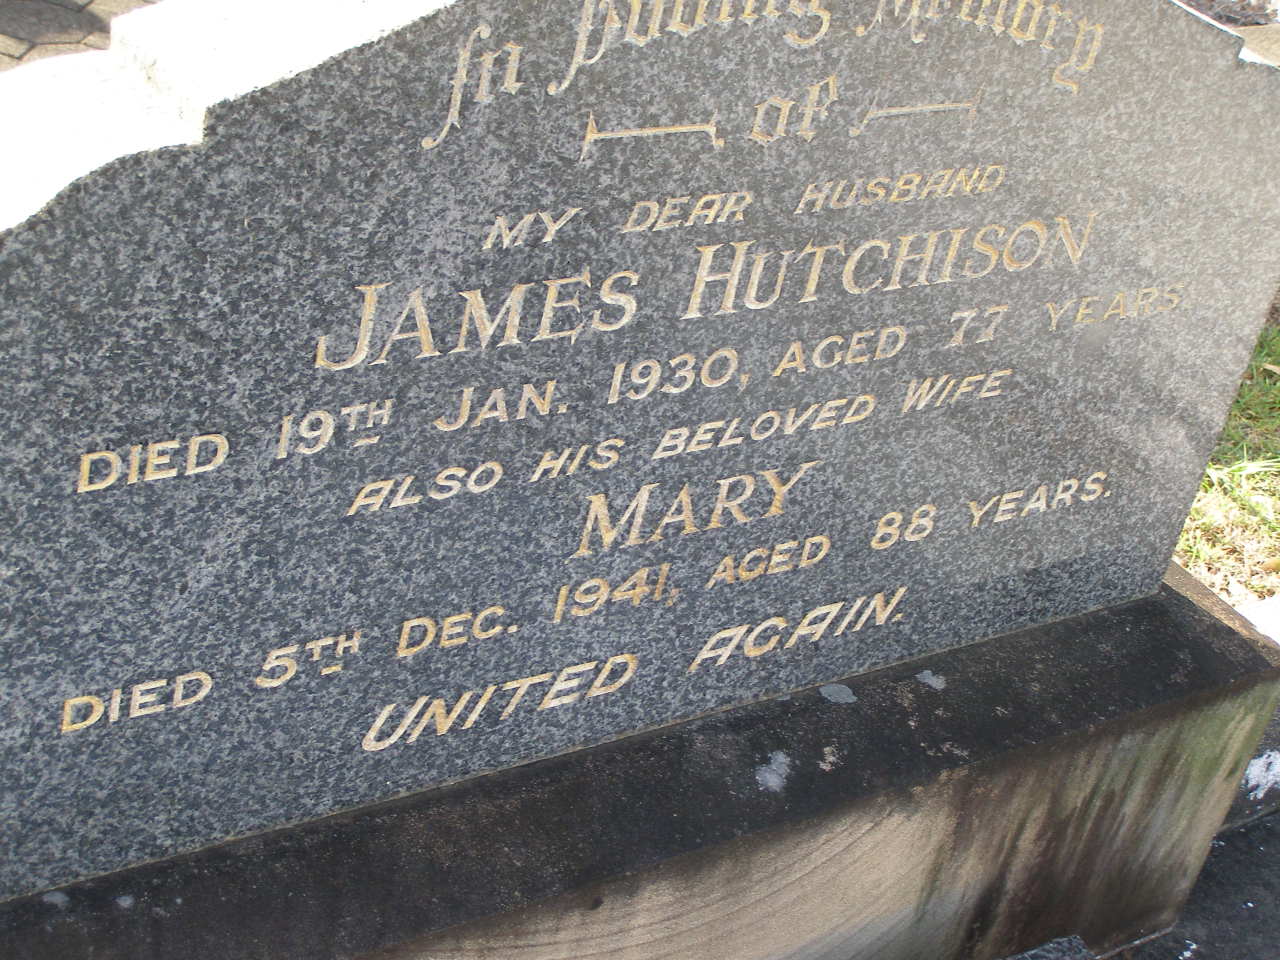 In loving Memory
of
MY DEAR HUSBAND
JAMES HUTCHISON
DIED 19TH JAN. 1930, AGED 77 YEARS
ALSO HIS BELOVED WIFE
MARY
DIED 5TH DEC. 1941, AGED 88 YEARS.
UNITED AGAIN.